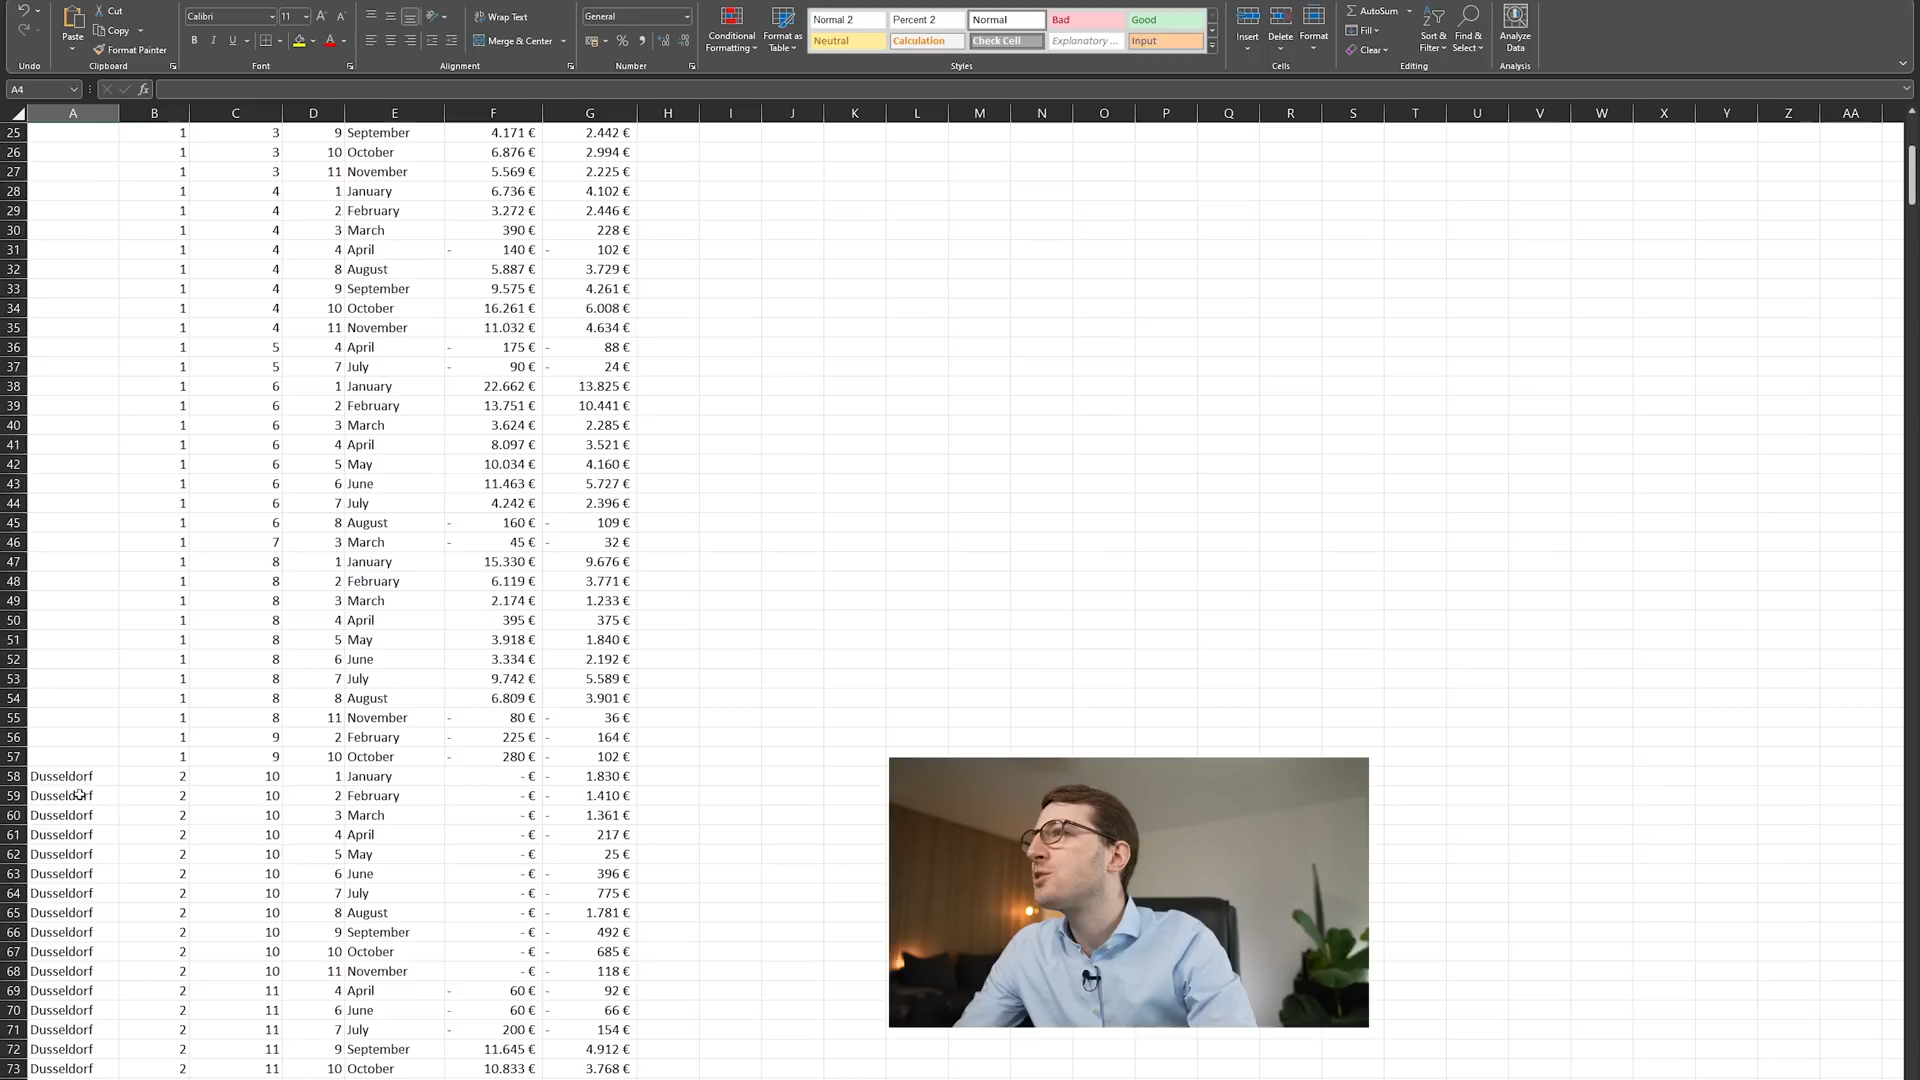 Cut
Calibri 11
Wrap Text
General
Normal 2 Percent 2 Normal Bad Good
AutoSum
Copy
Fill
Paste
Format Painter
B I U
Merge & Center
Conditional Formatting
Format as Table
Neutral Calculation Check Cell Explanatory ... Input
Insert Delete Format
Clear
Sort & Filter
Find & Select
Analyze Data
Undo Clipboard Font Alignment Number Styles Cells Editing Analysis
A4 fx
A B C D E F G H I J K L M N O P Q R S T U V W X Y Z AA
25 1 3 9 September 4.171 € 2.442 €
26 1 3 10 October 6.876 € 2.994 €
27 1 3 11 November 5.569 € 2.225 €
28 1 4 1 January 6.736 € 4.102 €
29 1 4 2 February 3.272 € 2.446 €
30 1 4 3 March 390 € 228 €
31 1 4 4 April - 140 € - 102 €
32 1 4 8 August 5.887 € 3.729 €
33 1 4 9 September 9.575 € 4.261 €
34 1 4 10 October 16.261 € 6.008 €
35 1 4 11 November 11.032 € 4.634 €
36 1 5 4 April - 175 € - 88 €
37 1 5 7 July - 90 € - 24 €
38 1 6 1 January 22.662 € 13.825 €
39 1 6 2 February 13.751 € 10.441 €
40 1 6 3 March 3.624 € 2.285 €
41 1 6 4 April 8.097 € 3.521 €
42 1 6 5 May 10.034 € 4.160 €
43 1 6 6 June 11.463 € 5.727 €
44 1 6 7 July 4.242 € 2.396 €
45 1 6 8 August - 160 € - 109 €
46 1 7 3 March - 45 € - 32 €
47 1 8 1 January 15.330 € 9.676 €
48 1 8 2 February 6.119 € 3.771 €
49 1 8 3 March 2.174 € 1.233 €
50 1 8 4 April 395 € 375 €
51 1 8 5 May 3.918 € 1.840 €
52 1 8 6 June 3.334 € 2.192 €
53 1 8 7 July 9.742 € 5.589 €
54 1 8 8 August 6.809 € 3.901 €
55 1 8 11 November - 80 € - 36 €
56 1 9 2 February - 225 € - 164 €
57 1 9 10 October - 280 € - 102 €
58 Dusseldorf 2 10 1 January - € - 1.830 €
59 Dusseldorf 2 10 2 February - € - 1.410 €
60 Dusseldorf 2 10 3 March - € - 1.361 €
61 Dusseldorf 2 10 4 April - € - 217 €
62 Dusseldorf 2 10 5 May - € - 25 €
63 Dusseldorf 2 10 6 June - € - 396 €
64 Dusseldorf 2 10 7 July - € - 775 €
65 Dusseldorf 2 10 8 August - € - 1.781 €
66 Dusseldorf 2 10 9 September - € - 492 €
67 Dusseldorf 2 10 10 October - € - 685 €
68 Dusseldorf 2 10 11 November - € - 118 €
69 Dusseldorf 2 11 4 April - 60 € - 92 €
70 Dusseldorf 2 11 6 June - 60 € - 66 €
71 Dusseldorf 2 11 7 July - 200 € - 154 €
72 Dusseldorf 2 11 9 September 11.645 € 4.912 €
73 Dusseldorf 2 11 10 October 10.833 € 3.768 €